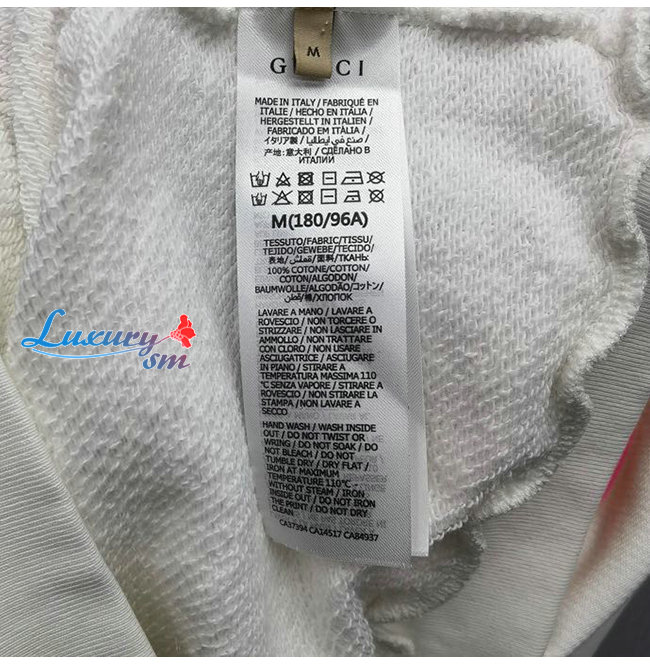 M
GUCCI
MADE IN ITALY / FABRIQUÉ EN
ITALIE / HECHO EN ITALIA /
HERGESTELLT IN ITALIEN /
FABRICADO EM ITÁLIA /
イタリア製 / صنع في ايطاليا /
产地:意大利 / СДЕЛАНО В
ИТАЛИИ
M(180/96A)
TESSUTO/FABRIC/TISSU/
TEJIDO/GEWEBE/TECIDO/
表地/قماش/面料/ТКАНЬ:
100% COTONE/COTTON/
COTON/ALGODON/
BAUMWOLLE/ALGODÃO/コットン/
قطن/棉/ХЛОПОК
LAVARE A MANO / LAVARE A
ROVESCIO / NON TORCERE O
STRIZZARE / NON LASCIARE IN
AMMOLLO / NON TRATTARE
CON CLORO / NON USARE
ASCIUGATRICE / ASCIUGARE
IN PIANO / STIRARE A
TEMPERATURA MASSIMA 110
°C SENZA VAPORE / STIRARE A
ROVESCIO / NON STIRARE LA
STAMPA / NON LAVARE A
SECCO
HAND WASH / WASH INSIDE
OUT / DO NOT TWIST OR
WRING / DO NOT SOAK / DO
NOT BLEACH / DO NOT
TUMBLE DRY / DRY FLAT /
IRON AT MAXIMUM
TEMPERATURE 110°C
WITHOUT STEAM / IRON
INSIDE OUT / DO NOT IRON
THE PRINT / DO NOT DRY
CLEAN
CA37394 CA14517 CA84937
Luxury
sm